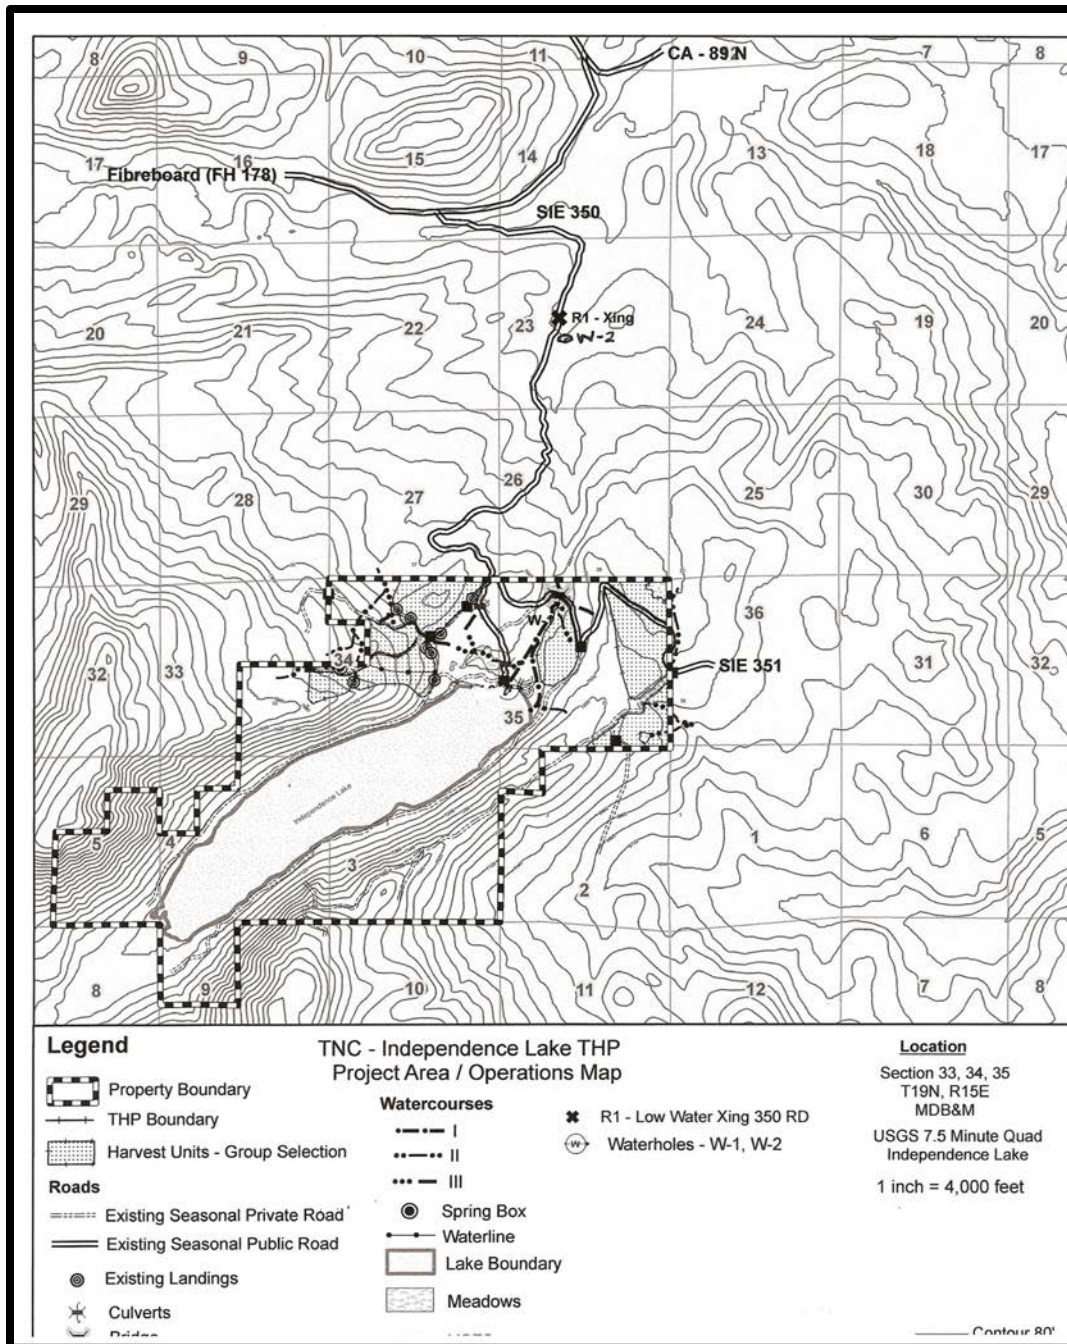 8
9
10
11
CA - 89 N
7
8
17
Fibreboard (FH 178)
16
15
14
13
18
17
SIE 350
20
21
22
23
R1 - Xing
W-2
24
19
20
29
28
27
26
25
30
29
32
33
34
35
W
36
SIE 351
31
32
Independence Lake
5
4
3
2
1
6
5
8
9
10
11
12
7
8
Legend
Property Boundary
THP Boundary
Harvest Units - Group Selection
Roads
Existing Seasonal Private Road
Existing Seasonal Public Road
Existing Landings
Culverts
Bridge
TNC - Independence Lake THP
Project Area / Operations Map
Watercourses
I
II
III
Spring Box
Waterline
Lake Boundary
Meadows
R1 - Low Water Xing 350 RD
W
Waterholes - W-1, W-2
Location
Section 33, 34, 35
T19N, R15E
MDB&M
USGS 7.5 Minute Quad
Independence Lake
1 inch = 4,000 feet
Contour 80'